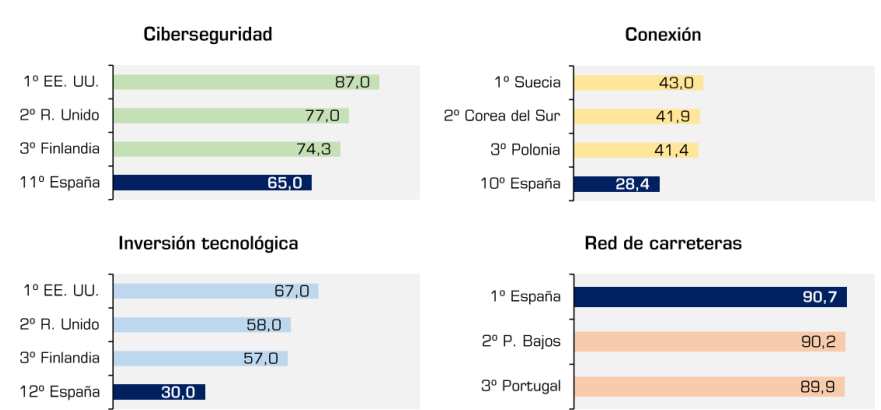 Ciberseguridad
1º EE. UU. 87,0
2º R. Unido 77,0
3º Finlandia 74,3
11º España 65,0
Conexión
1º Suecia 43,0
2º Corea del Sur 41,9
3º Polonia 41,4
10º España 28,4
Inversión tecnológica
1º EE. UU. 67,0
2º R. Unido 58,0
3º Finlandia 57,0
12º España 30,0
Red de carreteras
1º España 90,7
2º P. Bajos 90,2
3º Portugal 89,9